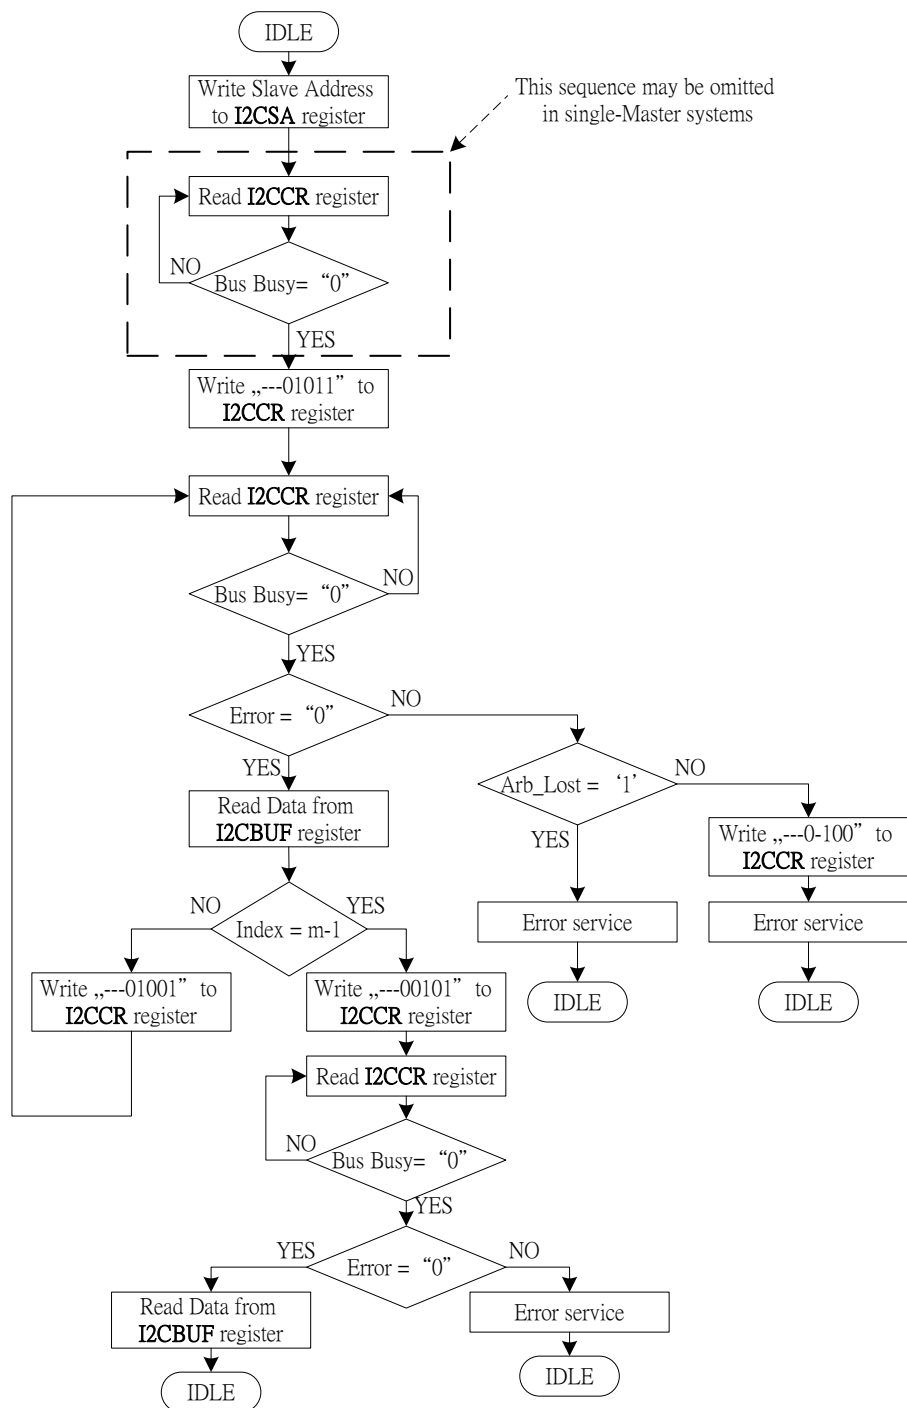 IDLE
Write Slave Address
to I2CSA register
This sequence may be omitted
in single-Master systems
Read I2CCR register
NO
Bus Busy= “0”
YES
Write „---01011” to
I2CCR register
Read I2CCR register
Bus Busy= “0”
NO
YES
Error = “0”
NO
YES
Arb_Lost = ‘1’
NO
YES
Read Data from
I2CBUF register
Write „---0-100” to
I2CCR register
NO
Index = m-1
YES
Error service
Error service
Write „---01001” to
I2CCR register
Write „---00101” to
I2CCR register
IDLE
IDLE
Read I2CCR register
NO
Bus Busy= “0”
YES
YES
Error = “0”
NO
Read Data from
I2CBUF register
Error service
IDLE
IDLE